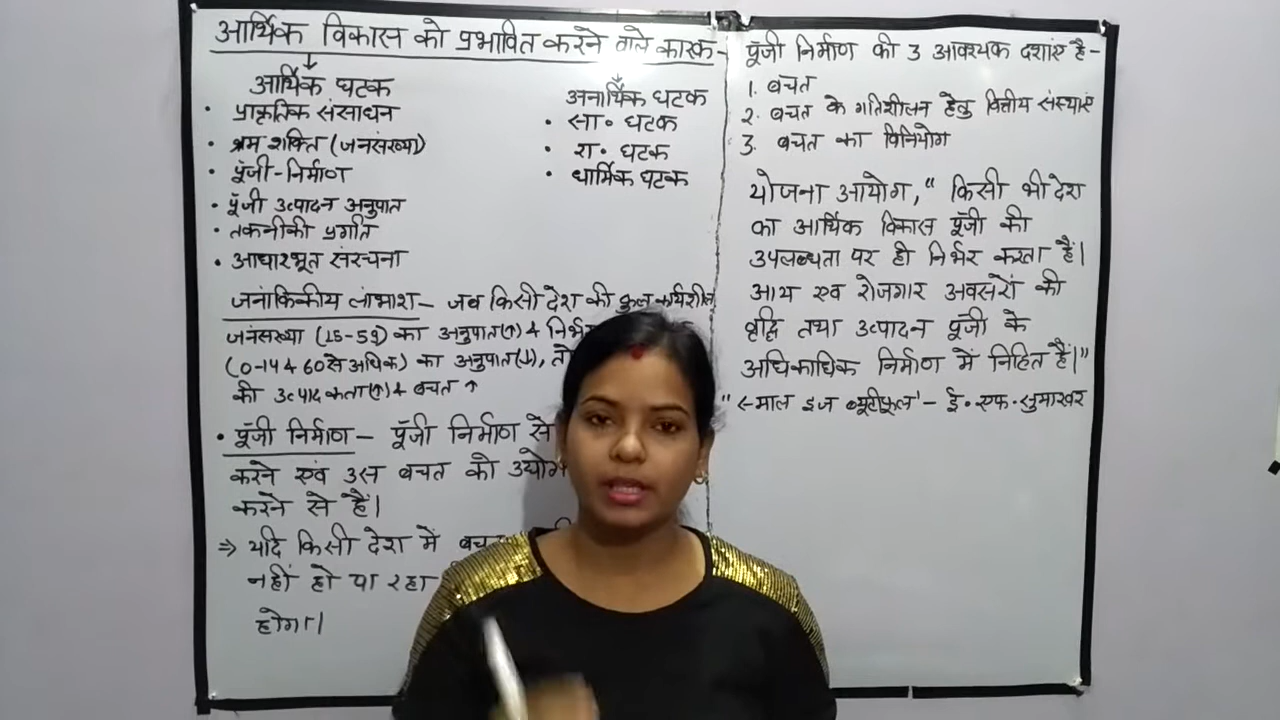 आर्थिक विकास को प्रभावित करने वाले कारक-
आर्थिक घटक
• प्राकृतिक संसाधन
• श्रम शक्ति (जनसंख्या)
• पूँजी-निर्माण
• पूँजी उत्पादन अनुपात
• तकनीकी प्रगति
• आधारभूत संरचना
अनार्थिक घटक
• सा॰ घटक
• रा॰ घटक
• धार्मिक घटक
जनांकिकीय लाभांश- जब किसी देश की कुल कार्यशील
जनसंख्या (15-59) का अनुपात(↑) & निर्भर
(0-14 & 60 से अधिक) का अनुपात(↓), तो
की उत्पादकता(↑) & बचत ↑
• पूँजी निर्माण- पूँजी निर्माण से
करने एवं उस बचत को उद्योग
करने से हैं।
⇒ यदि किसी देश में बचत
नहीं हो पा रहा
होगा।
पूँजी निर्माण की 3 आवश्यक दशाएं है-
1. बचत
2. बचत के गतिशीलन हेतु वित्तीय संस्थाएं
3. बचत का विनियोग
योजना आयोग, " किसी भी देश
का आर्थिक विकास पूँजी की
उपलब्धता पर ही निर्भर करता है।
आय एवं रोजगार अवसरों की
वृद्धि तथा उत्पादन पूँजी के
अधिकाधिक निर्माण में निहित हैं।"
"स्माल इज ब्यूटीफूल'- ई॰ एफ॰ शुमाखर